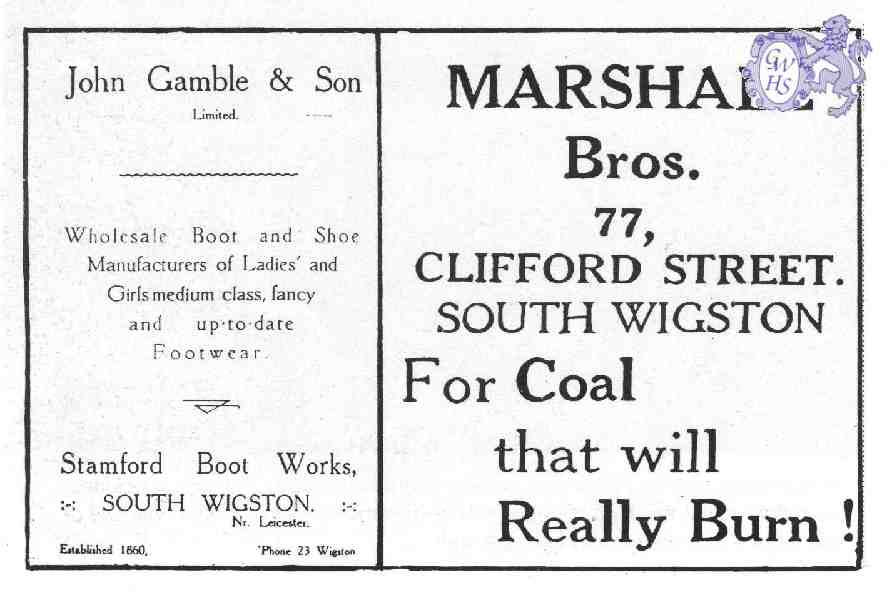 John Gamble & Son
Limited.
Wholesale Boot and Shoe
Manufacturers of Ladies' and
Girls medium class, fancy
and up-to-date
Footwear.
Stamford Boot Works,
:-: SOUTH WIGSTON. :-:
Nr. Leicester.
Established 1860, 'Phone 23 Wigston
GW
HS
MARSHALL
Bros.
77,
CLIFFORD STREET.
SOUTH WIGSTON
For Coal
that will
Really Burn !